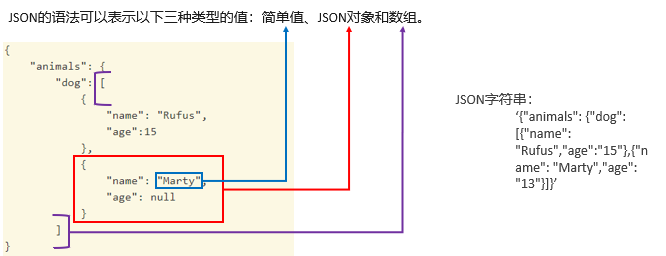 JSON的语法可以表示以下三种类型的值：简单值、JSON对象和数组。
{
"animals": {
"dog": [
{
"name": "Rufus",
"age":15
},
{
"name": "Marty",
"age": null
}
]
}
}
JSON字符串：
‘{"animals": {"dog":
[{"name":
"Rufus","age":"15"},{"n
ame": "Marty","age":
"13"}]}’